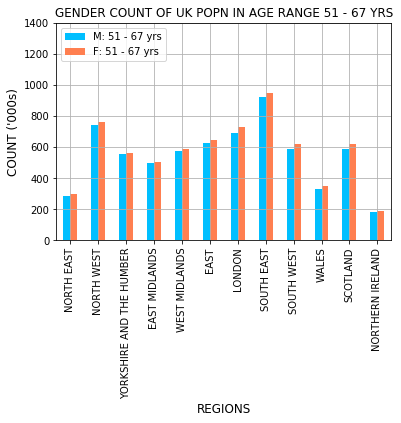 GENDER COUNT OF UK POPN IN AGE RANGE 51 - 67 YRS
1400
1200
1000
800
600
400
200
0
COUNT ('000s)
M: 51 - 67 yrs
F: 51 - 67 yrs
NORTH EAST
NORTH WEST
YORKSHIRE AND THE HUMBER
EAST MIDLANDS
WEST MIDLANDS
EAST
LONDON
SOUTH EAST
SOUTH WEST
WALES
SCOTLAND
NORTHERN IRELAND
REGIONS